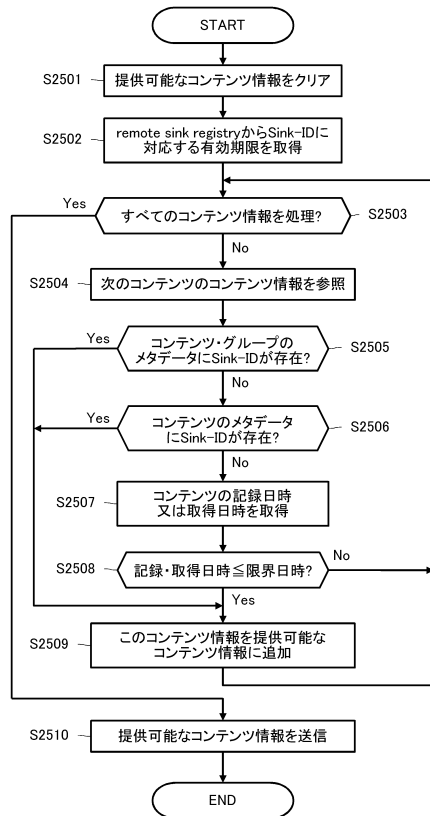 START
S2501
提供可能なコンテンツ情報をクリア
S2502
remote sink registryからSink-IDに
対応する有効期限を取得
Yes
すべてのコンテンツ情報を処理?
S2503
No
S2504
次のコンテンツのコンテンツ情報を参照
Yes
コンテンツ・グループの
メタデータにSink-IDが存在?
S2505
No
Yes
コンテンツのメタデータ
にSink-IDが存在?
S2506
No
S2507
コンテンツの記録日時
又は取得日時を取得
S2508
記録・取得日時≦限界日時?
No
Yes
S2509
このコンテンツ情報を提供可能な
コンテンツ情報に追加
S2510
提供可能なコンテンツ情報を送信
END